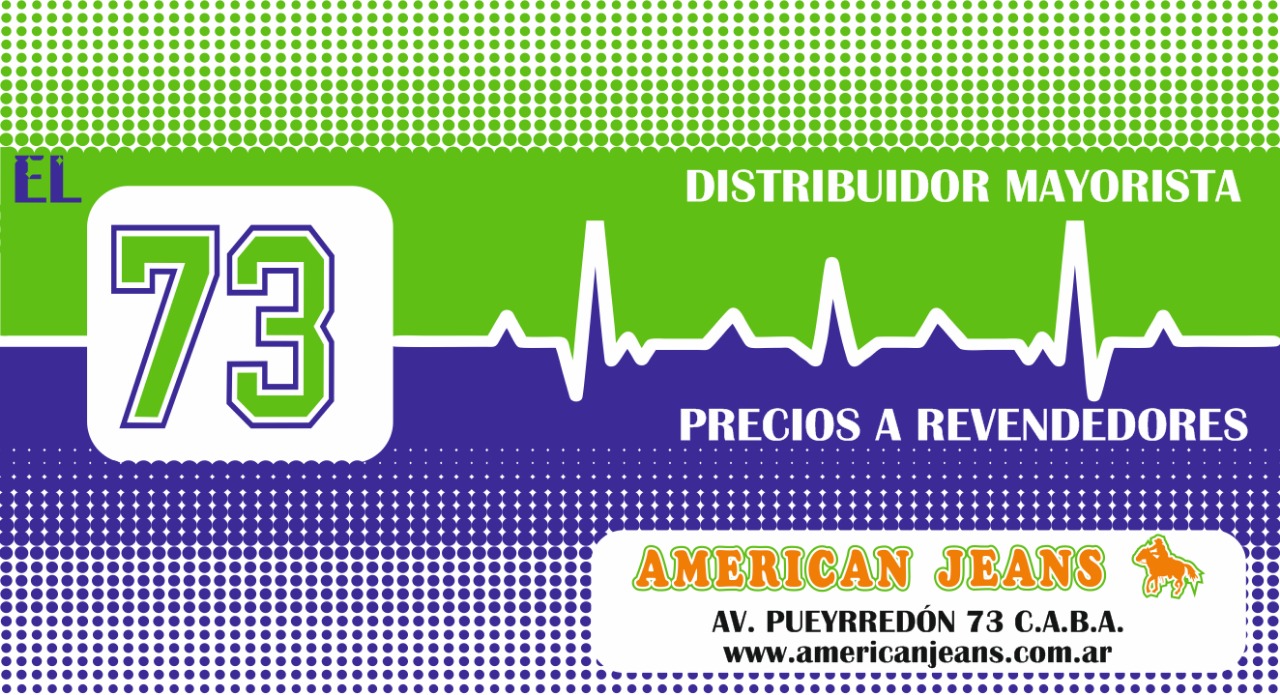 EL
73
DISTRIBUIDOR MAYORISTA
PRECIOS A REVENDEDORES
AMERICAN JEANS
AV. PUEYRREDÓN 73 C.A.B.A.
www.americanjeans.com.ar